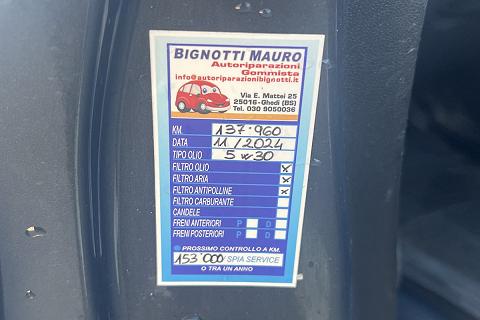 BIGNOTTI MAURO
Autoriparazioni
Gommista
info@autoriparazionibignotti.it
Via E. Mattei 25
25016-Ghedi (BS)
Tel. 030 9050036
KM. 137.960
DATA 11/2024
TIPO OLIO 5w30
FILTRO OLIO x
FILTRO ARIA x
FILTRO ANTIPOLLINE x
FILTRO CARBURANTE
CANDELE
FRENI ANTERIORI P D
FRENI POSTERIORI P D
PROSSIMO CONTROLLO A KM.
153'000/SPIA SERVICE
O TRA UN ANNO